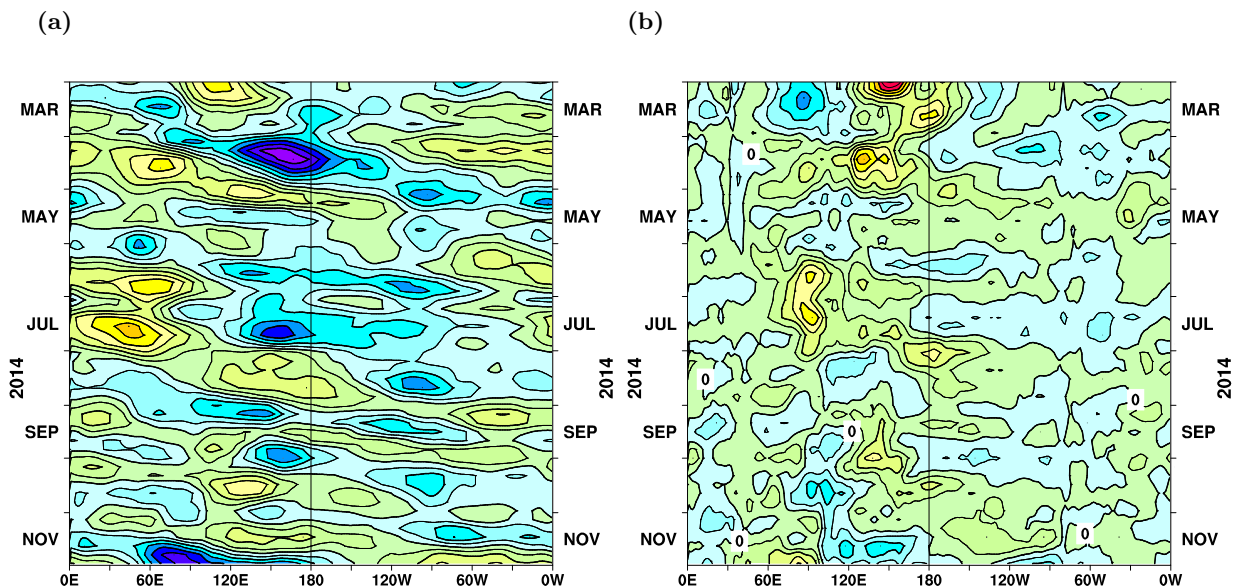 (a) (b)
MAR MAR MAR MAR
0
MAY MAY MAY MAY
JUL JUL JUL JUL
2014 2014 2014 2014
0 0
SEP SEP 0 SEP SEP
NOV NOV NOV 0 0 NOV
0E 60E 120E 180 120W 60W 0W 0E 60E 120E 180 120W 60W 0W